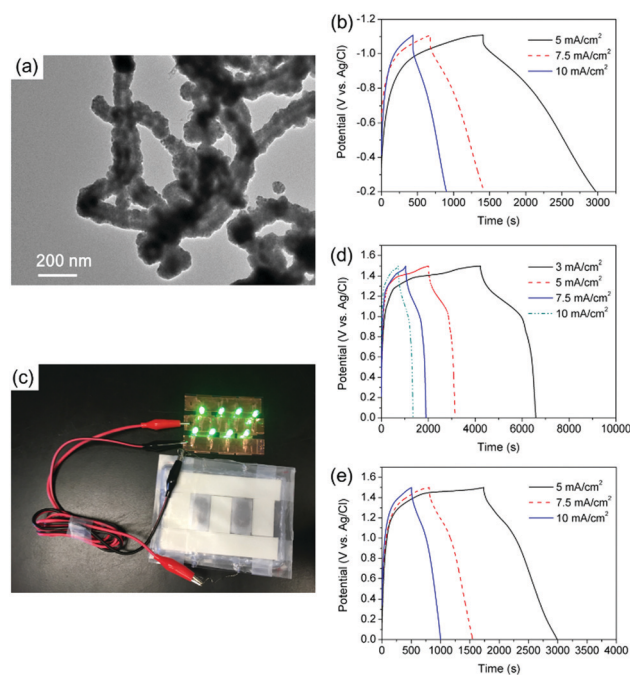 (a)
200 nm
(b)
-1.2
-1.0
-0.8
-0.6
-0.4
-0.2
Potential (V vs. Ag/Cl)
5 mA/cm²
7.5 mA/cm²
10 mA/cm²
0 500 1000 1500 2000 2500 3000
Time (s)
(c)
(d)
1.6
1.4
1.2
1.0
0.8
0.6
0.4
0.2
0.0
Potential (V vs. Ag/Cl)
3 mA/cm²
5 mA/cm²
7.5 mA/cm²
10 mA/cm²
0 2000 4000 6000 8000 10000
Time (s)
(e)
1.6
1.4
1.2
1.0
0.8
0.6
0.4
0.2
0.0
Potential (V vs. Ag/Cl)
5 mA/cm²
7.5 mA/cm²
10 mA/cm²
0 500 1000 1500 2000 2500 3000 3500 4000
Time (s)